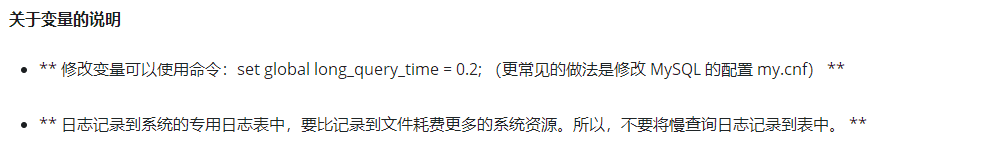 关于变量的说明
• ** 修改变量可以使用命令：set global long_query_time = 0.2; （更常见的做法是修改 MySQL 的配置 my.cnf） **
• ** 日志记录到系统的专用日志表中，要比记录到文件耗费更多的系统资源。所以，不要将慢查询日志记录到表中。 **